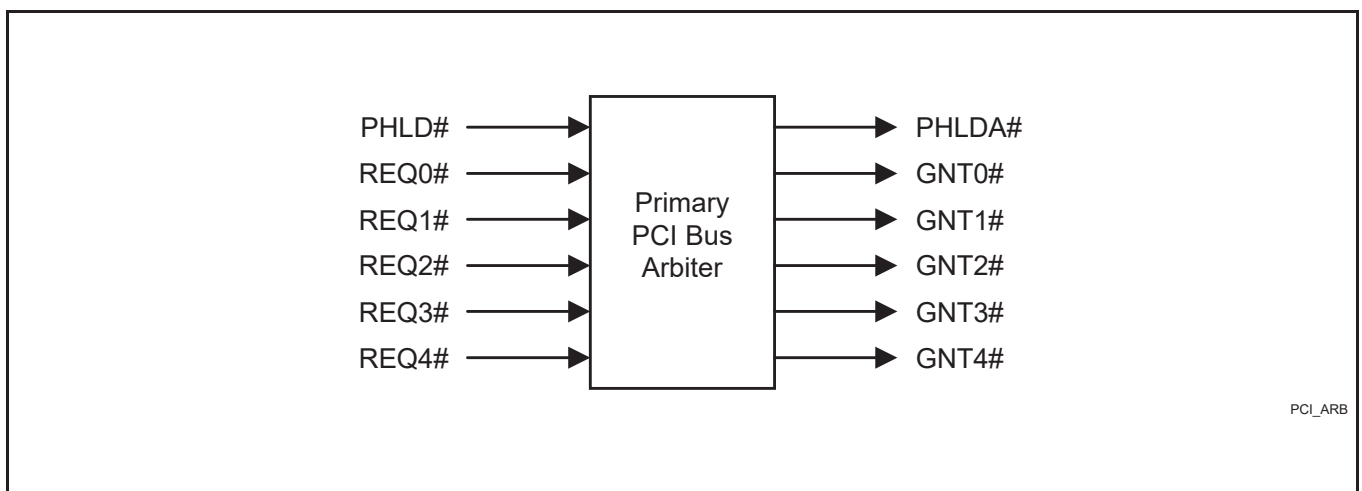 PHLD#
REQ0#
REQ1#
REQ2#
REQ3#
REQ4#
Primary
PCI Bus
Arbiter
PHLDA#
GNT0#
GNT1#
GNT2#
GNT3#
GNT4#
PCI_ARB